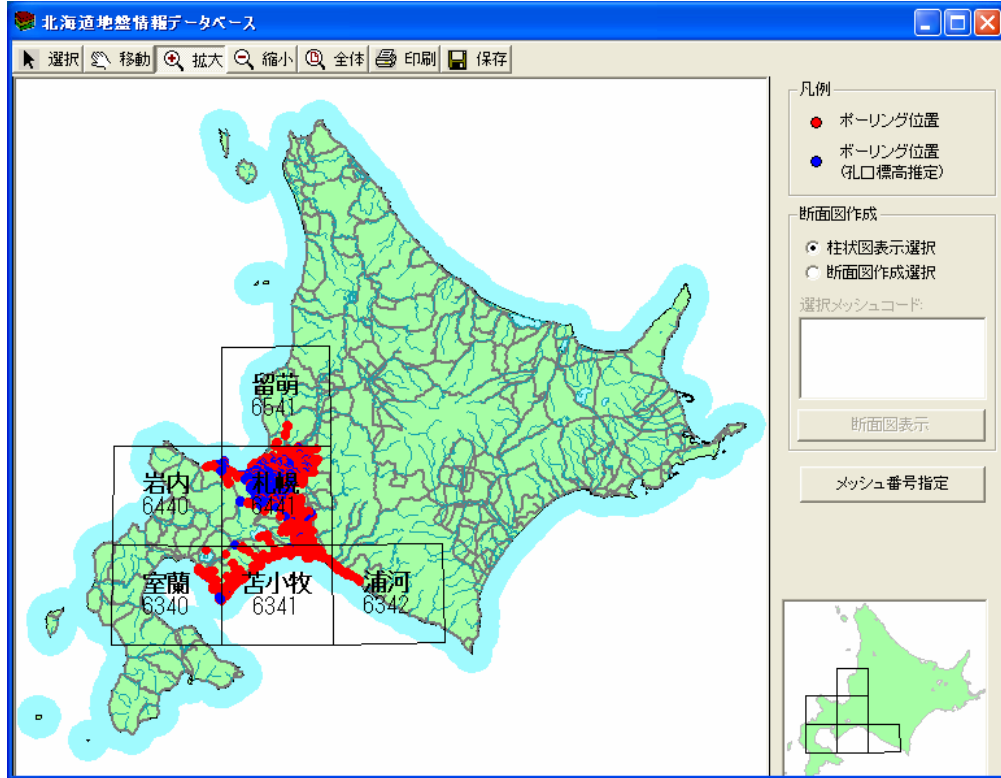 北海道地盤情報データベース
選択 移動 拡大 縮小 全体 印刷 保存
凡例
ボーリング位置
ボーリング位置
(孔口標高推定)
断面図作成
柱状図表示選択
断面図作成選択
選択メッシュコード:
断面図表示
メッシュ番号指定
留萌
6541
岩内
6440
札幌
6441
室蘭
6340
苫小牧
6341
浦河
6342